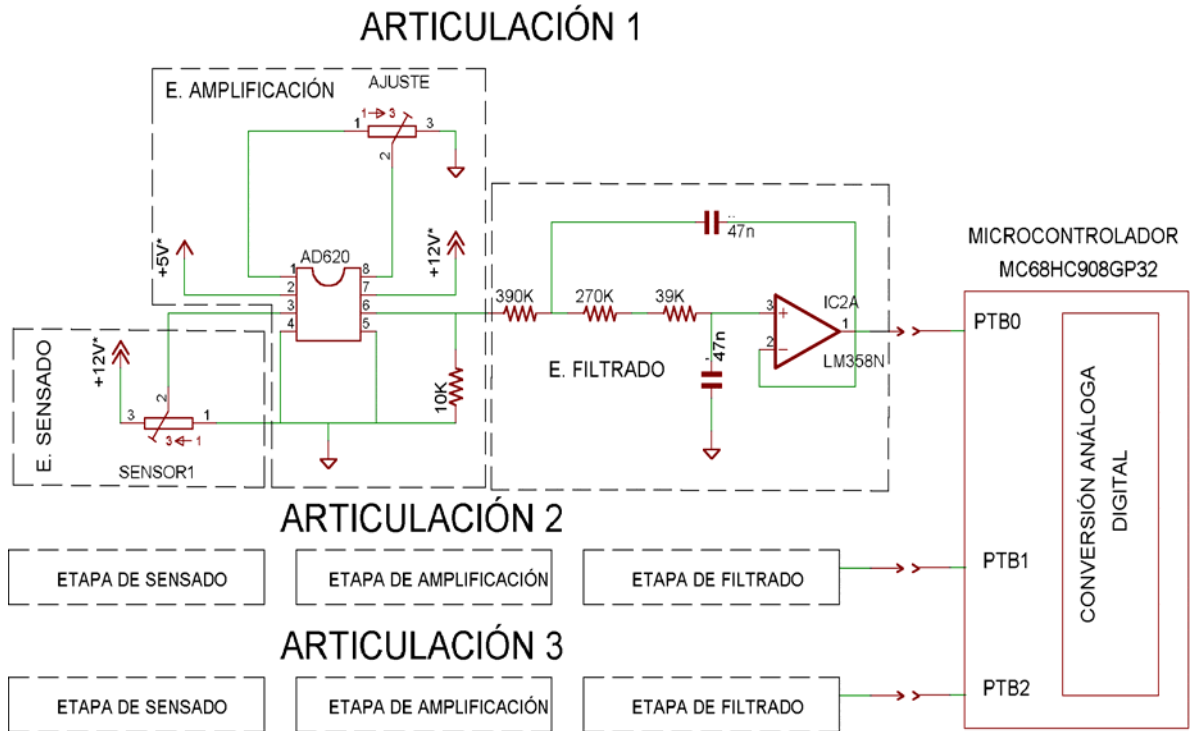 ARTICULACIÓN 1
E. AMPLIFICACIÓN
AJUSTE
1 → 3
1
3
2
+5V*
AD620
+12V*
1
2
3
4
8
7
6
5
10K
E. SENSADO
+12V*
3
2
1
3 ← 1
SENSOR1
47n
390K
270K
39K
47n
3
2
1
+
−
IC2A
LM358N
E. FILTRADO
MICROCONTROLADOR
MC68HC908GP32
PTB0
PTB1
PTB2
CONVERSIÓN ANÁLOGA
DIGITAL
ARTICULACIÓN 2
ETAPA DE SENSADO
ETAPA DE AMPLIFICACIÓN
ETAPA DE FILTRADO
ARTICULACIÓN 3
ETAPA DE SENSADO
ETAPA DE AMPLIFICACIÓN
ETAPA DE FILTRADO